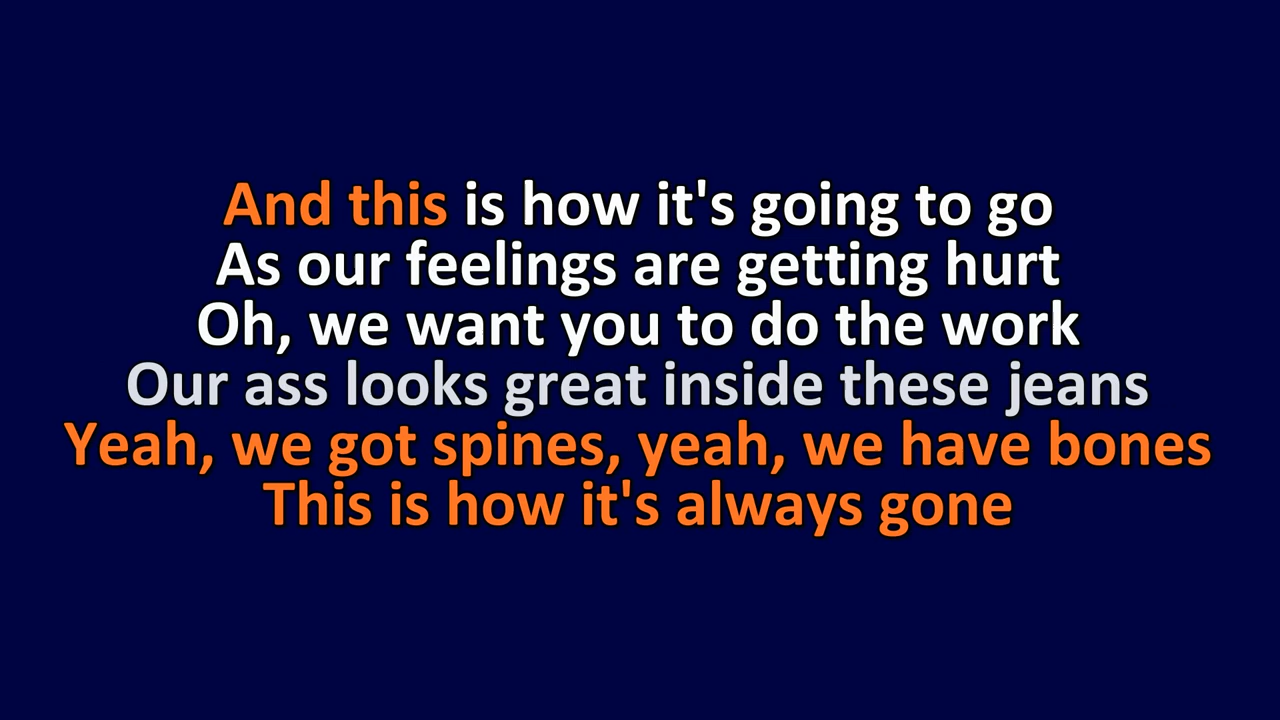 And this is how it's going to go
As our feelings are getting hurt
Oh, we want you to do the work
Our ass looks great inside these jeans
Yeah, we got spines, yeah, we have bones
This is how it's always gone